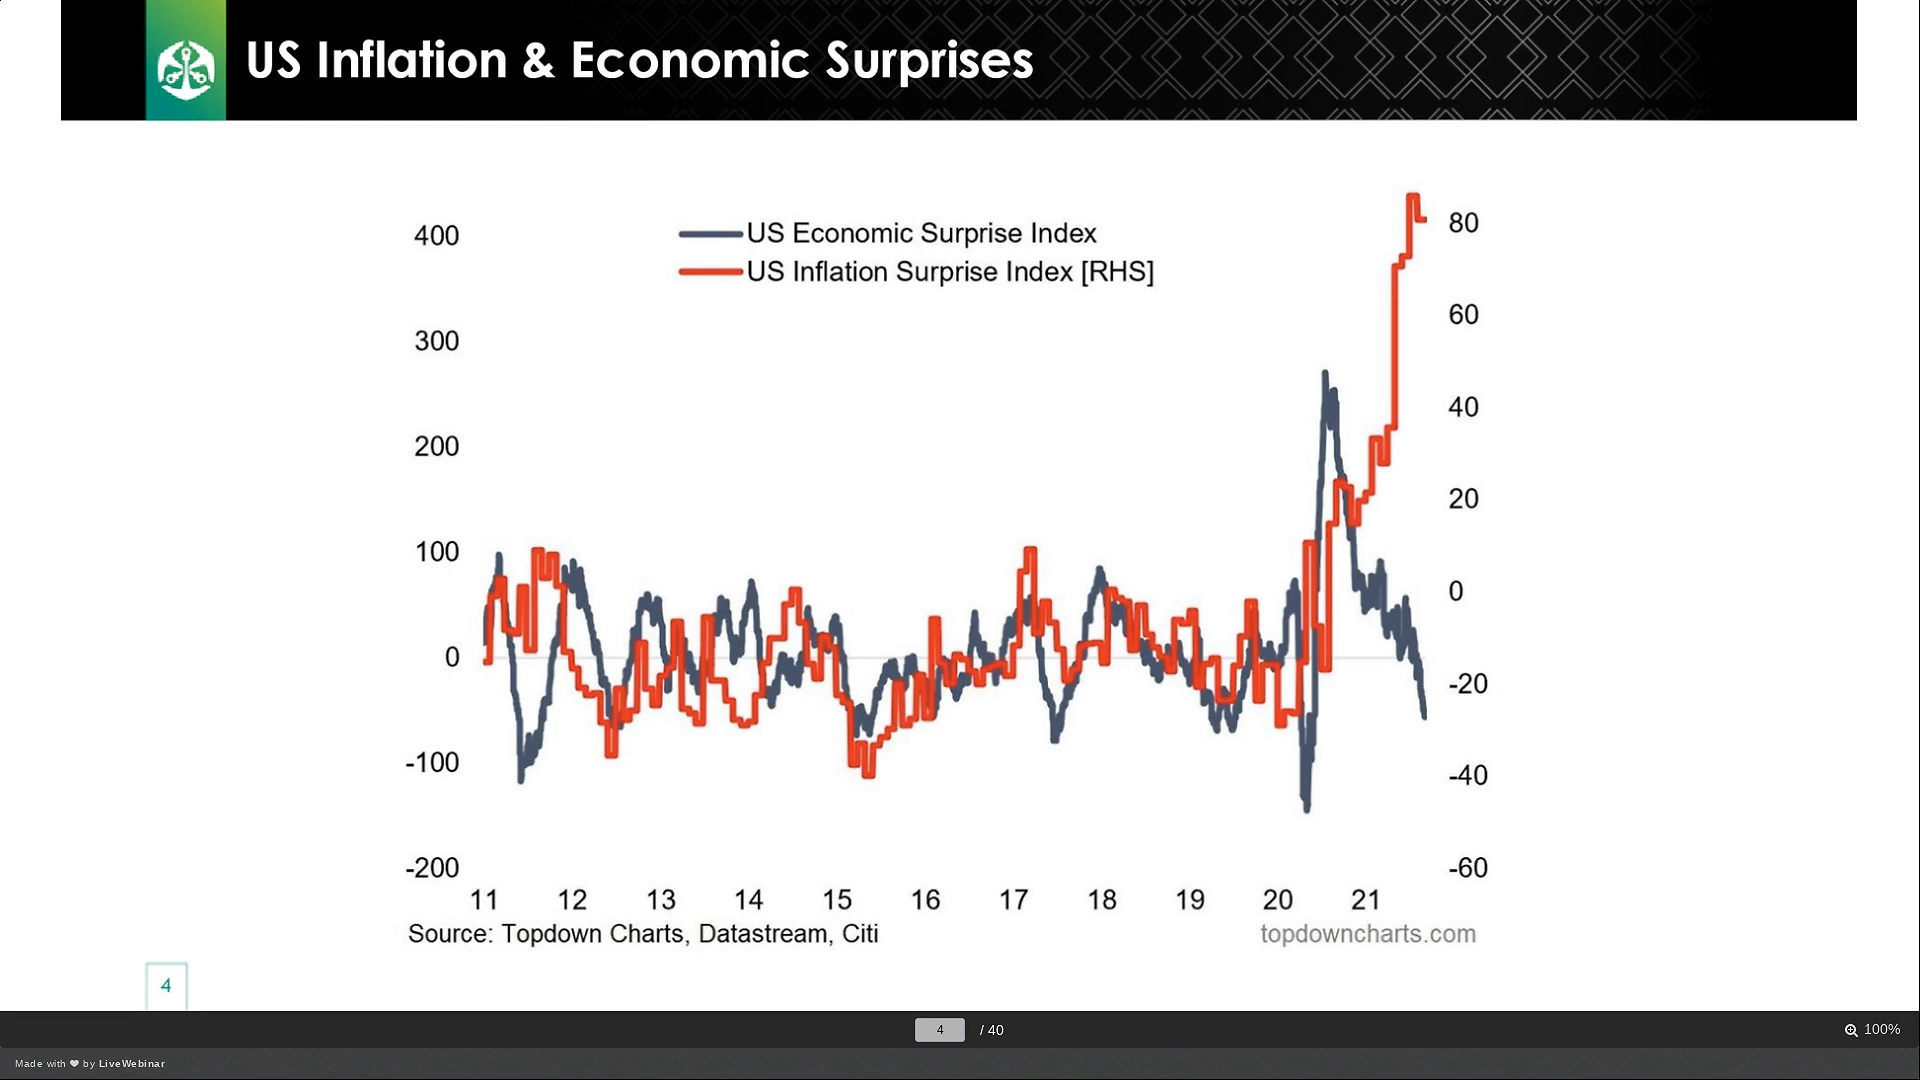 US Inflation & Economic Surprises
US Economic Surprise Index
US Inflation Surprise Index [RHS]
400
300
200
100
0
-100
-200
80
60
40
20
0
-20
-40
-60
11 12 13 14 15 16 17 18 19 20 21
Source: Topdown Charts, Datastream, Citi
topdowncharts.com
4
4 / 40
100%
Made with ❤ by LiveWebinar